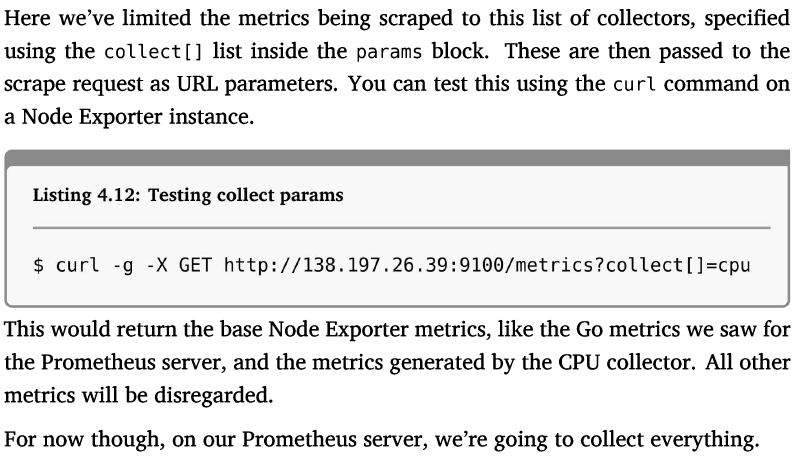 Here we’ve limited the metrics being scraped to this list of collectors, specified
using the collect[] list inside the params block. These are then passed to the
scrape request as URL parameters. You can test this using the curl command on
a Node Exporter instance.
Listing 4.12: Testing collect params
$ curl -g -X GET http://138.197.26.39:9100/metrics?collect[]=cpu
This would return the base Node Exporter metrics, like the Go metrics we saw for
the Prometheus server, and the metrics generated by the CPU collector. All other
metrics will be disregarded.
For now though, on our Prometheus server, we’re going to collect everything.